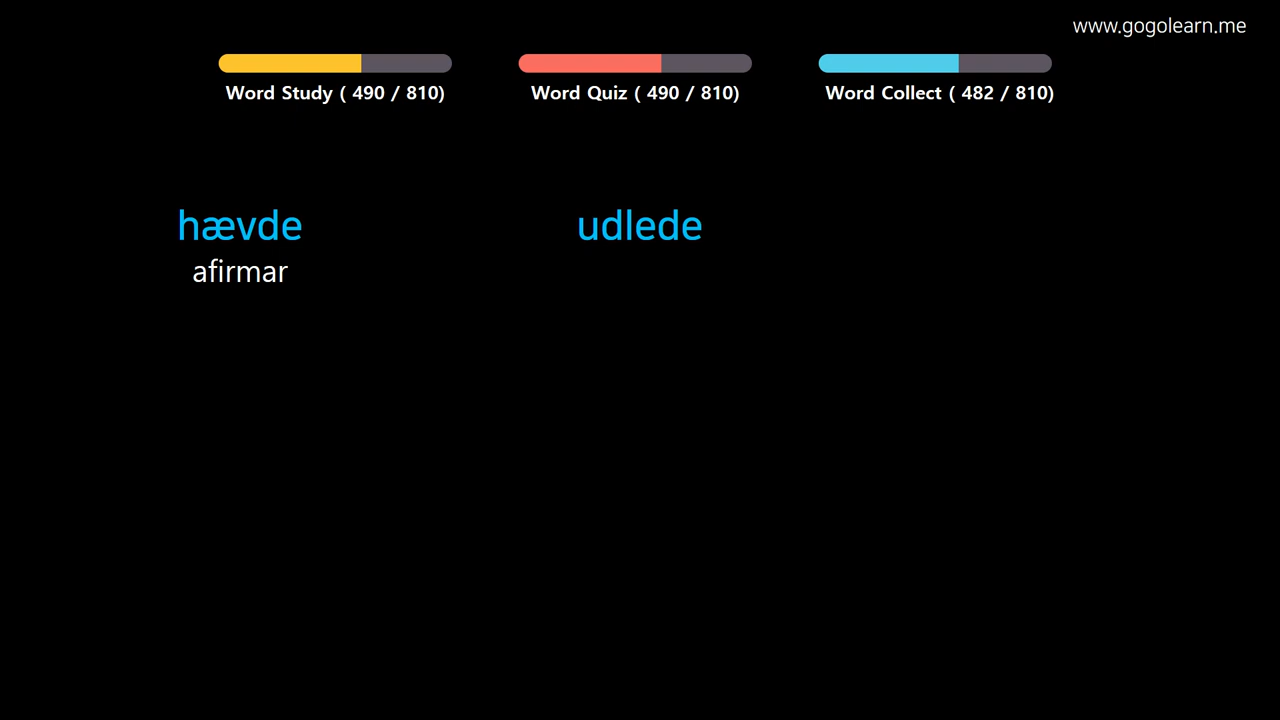 www.gogolearn.me
Word Study ( 490 / 810)
Word Quiz ( 490 / 810)
Word Collect ( 482 / 810)
hævde
afirmar
udlede